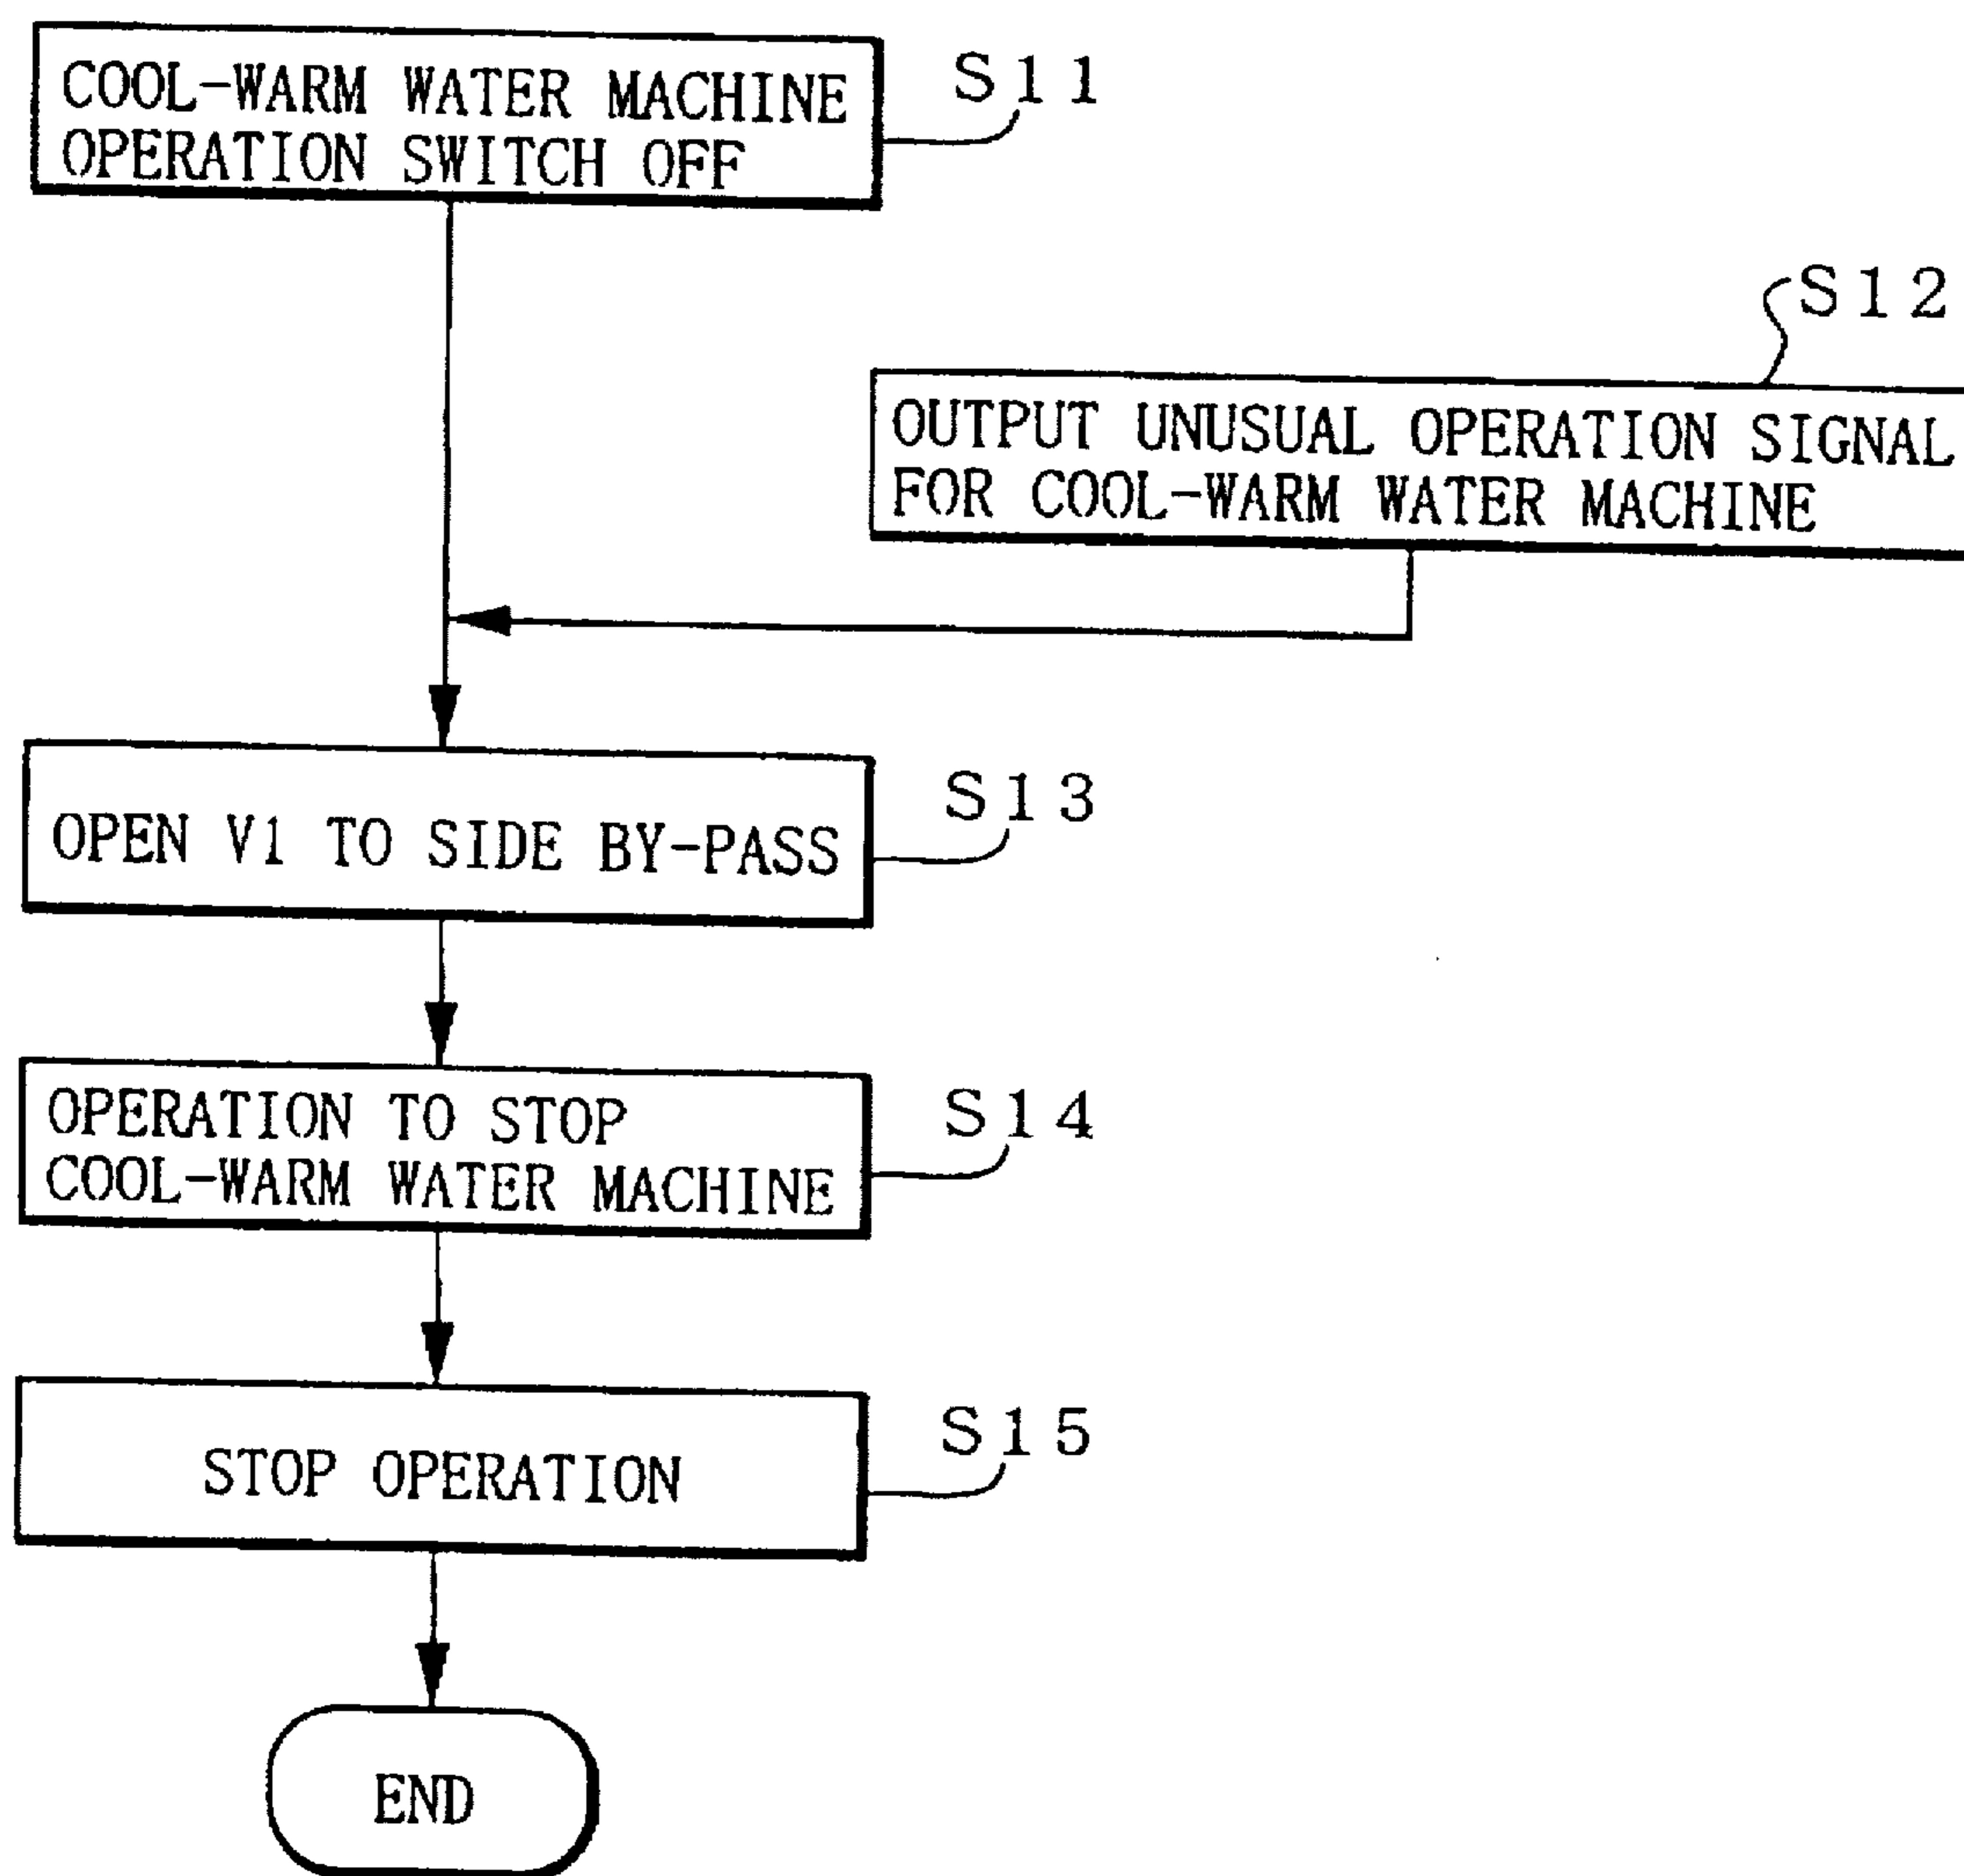 COOL-WARM WATER MACHINE
OPERATION SWITCH OFF
S11
S12
OUTPUT UNUSUAL OPERATION SIGNAL
FOR COOL-WARM WATER MACHINE
OPEN V1 TO SIDE BY-PASS
S13
OPERATION TO STOP
COOL-WARM WATER MACHINE
S14
STOP OPERATION
S15
END